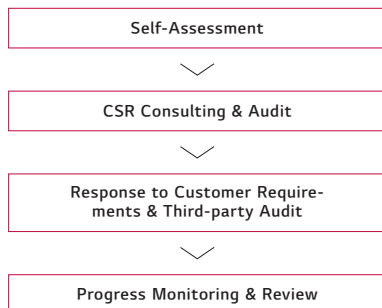 Self-Assessment
CSR Consulting & Audit
Response to Customer Require-
ments & Third-party Audit
Progress Monitoring & Review